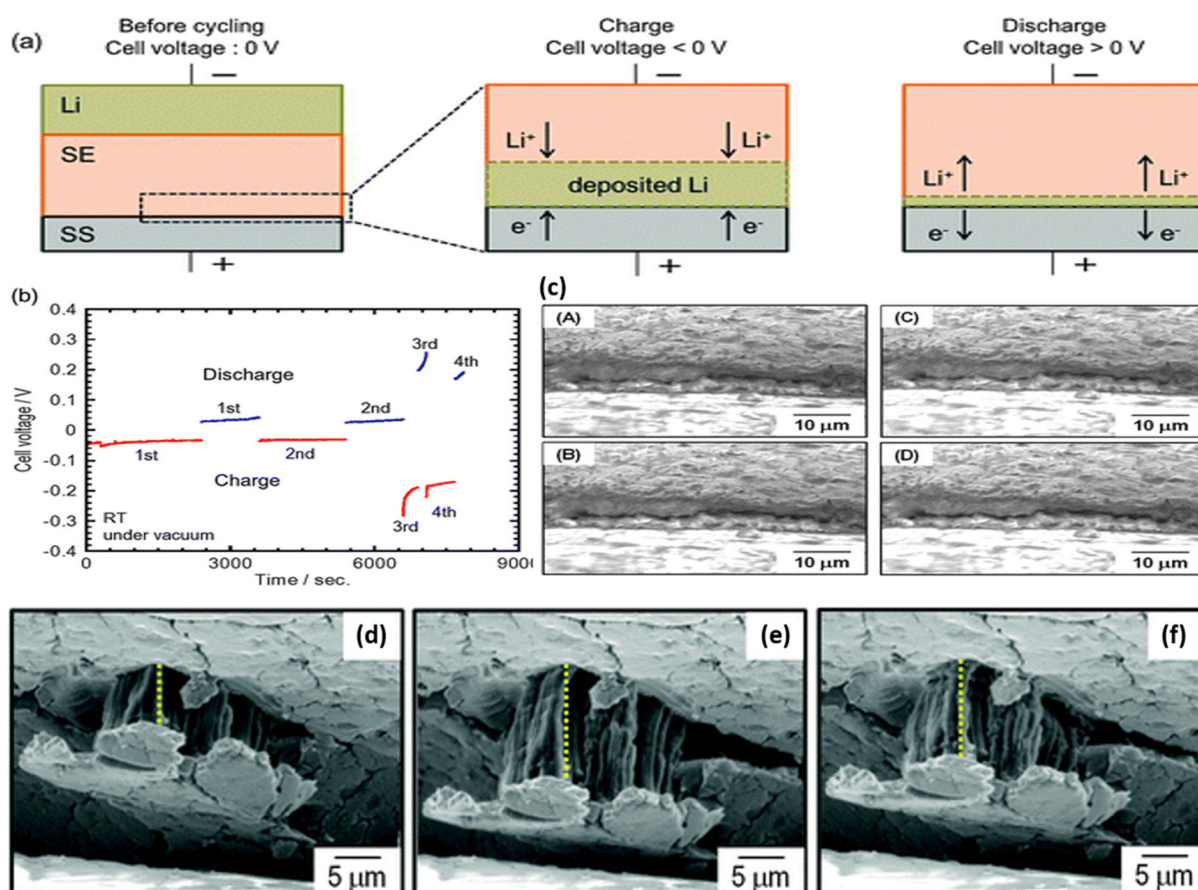 (a)
Before cycling
Cell voltage : 0 V
Charge
Cell voltage < 0 V
Discharge
Cell voltage > 0 V
−
−
−
Li
SE
SS
+
Li⁺
Li⁺
deposited Li
e⁻
e⁻
+
Li⁺
Li⁺
e⁻
e⁻
+
(b)
Cell voltage / V
0.4
0.3
0.2
0.1
0
-0.1
-0.2
-0.3
-0.4
3rd
4th
Discharge
1st
2nd
1st
2nd
Charge
3rd
4th
RT
under vacuum
0
3000
6000
900
Time / sec.
(c)
(A)
10 μm
(C)
10 μm
(B)
10 μm
(D)
10 μm
(d)
5 μm
(e)
5 μm
(f)
5 μm